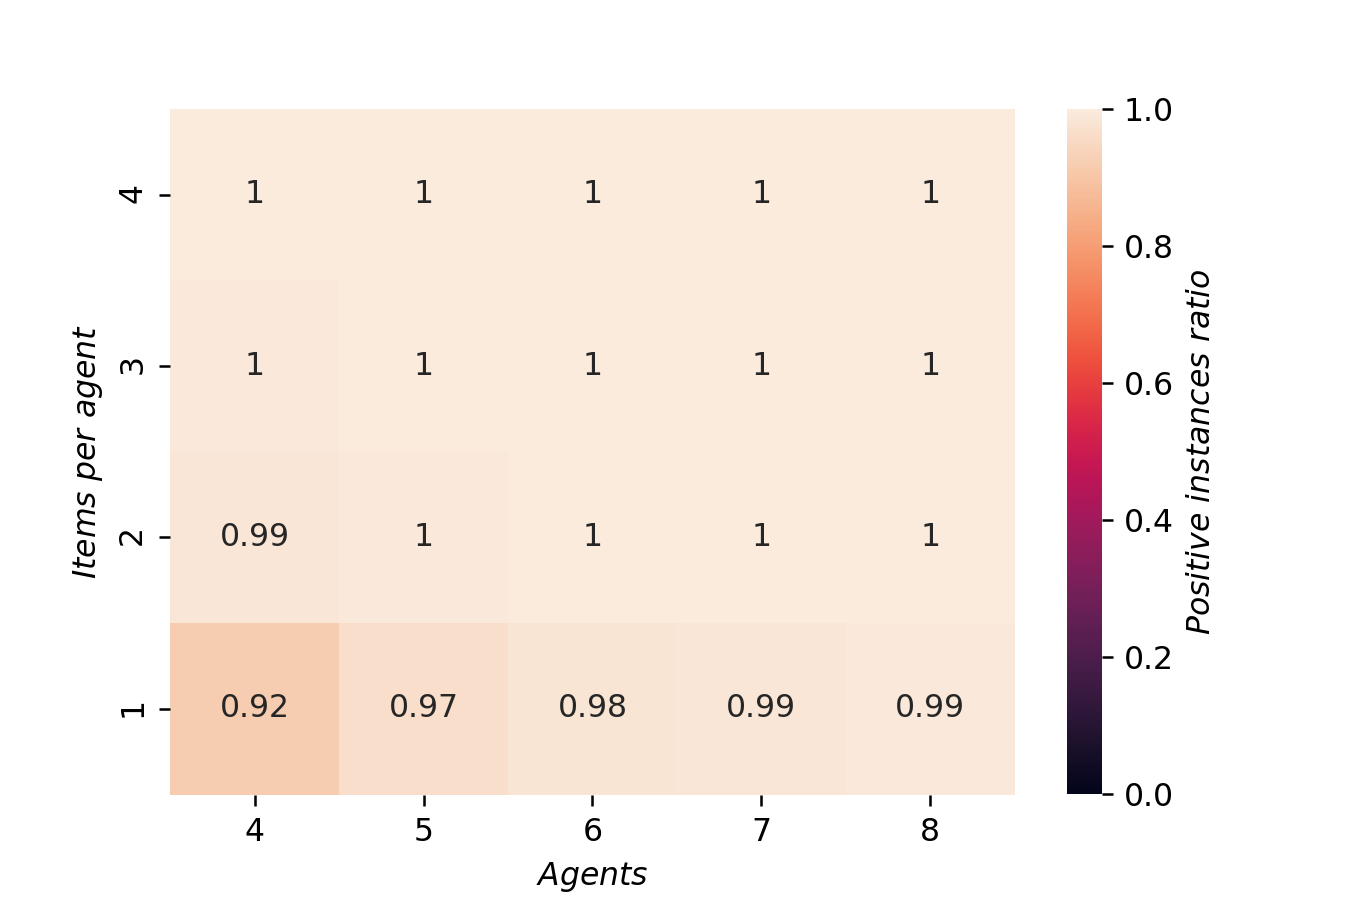 4 1 1 1 1 1
3 1 1 1 1 1
2 0.99 1 1 1 1
1 0.92 0.97 0.98 0.99 0.99
4 5 6 7 8
Agents
Items per agent
1.0
0.8
0.6
0.4
0.2
0.0
Positive instances ratio